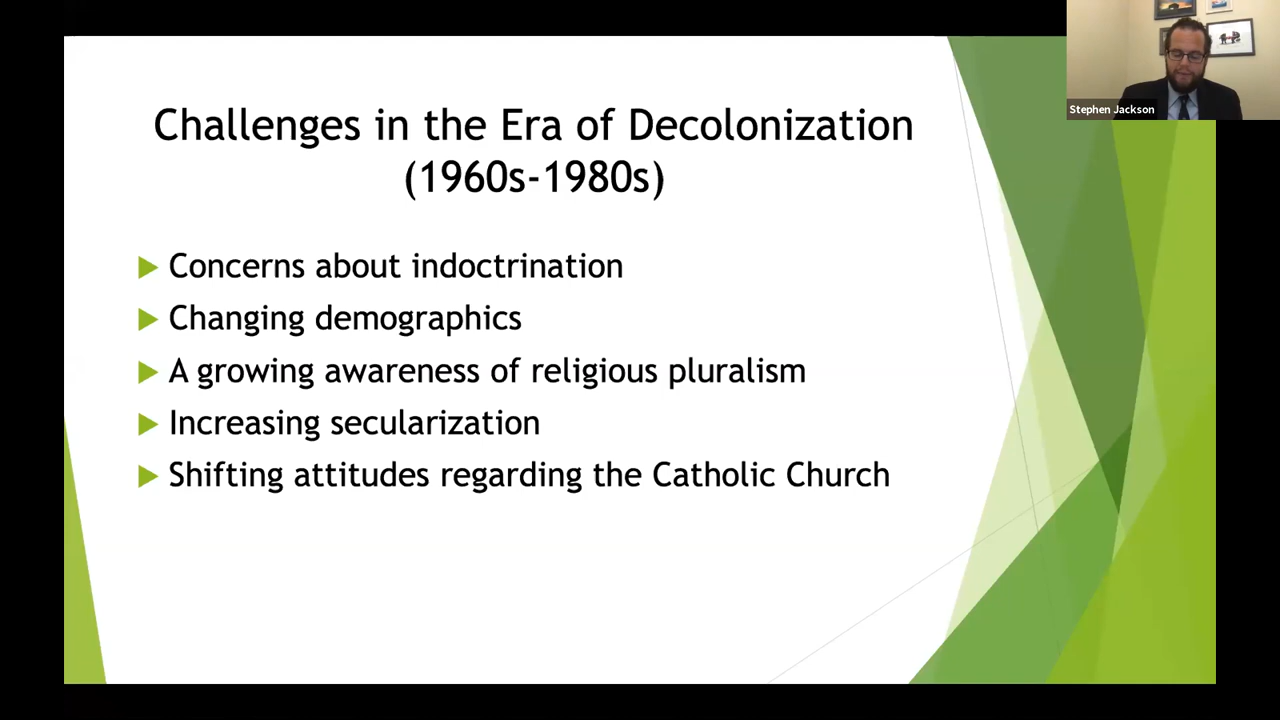 Challenges in the Era of Decolonization
(1960s-1980s)
Concerns about indoctrination
Changing demographics
A growing awareness of religious pluralism
Increasing secularization
Shifting attitudes regarding the Catholic Church
Stephen Jackson